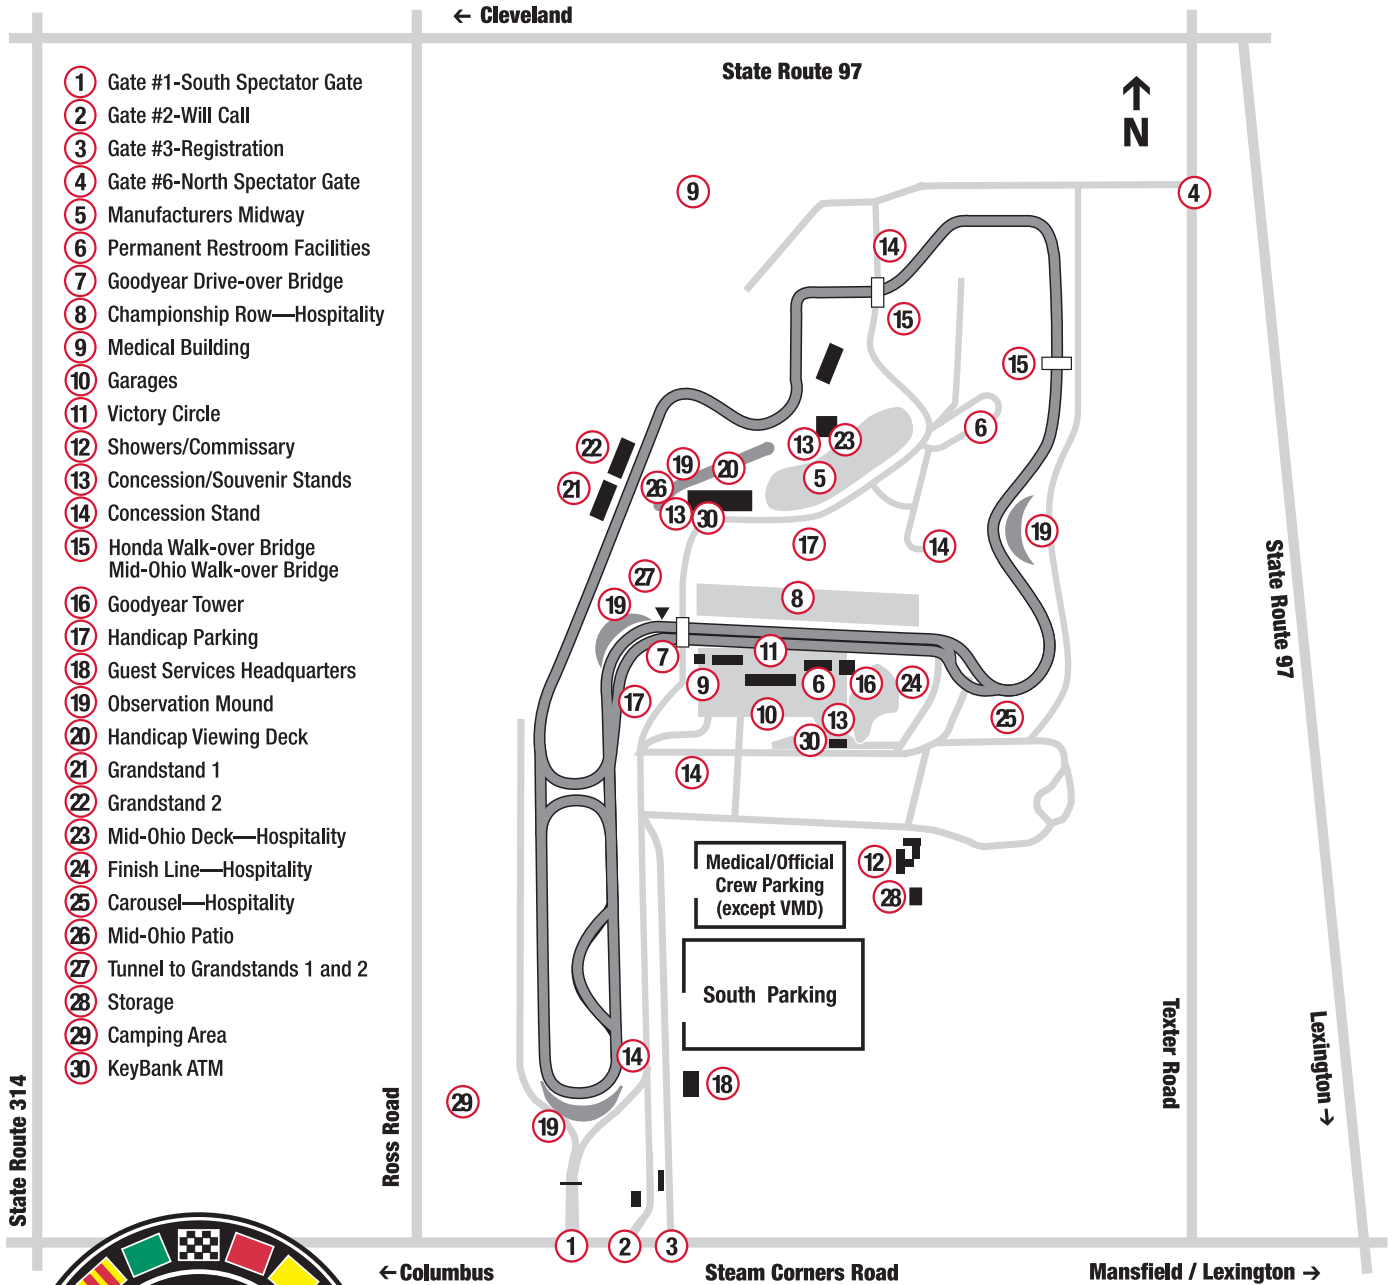 ← Cleveland
State Route 97
N
1 Gate #1-South Spectator Gate
2 Gate #2-Will Call
3 Gate #3-Registration
4 Gate #6-North Spectator Gate
5 Manufacturers Midway
6 Permanent Restroom Facilities
7 Goodyear Drive-over Bridge
8 Championship Row—Hospitality
9 Medical Building
10 Garages
11 Victory Circle
12 Showers/Commissary
13 Concession/Souvenir Stands
14 Concession Stand
15 Honda Walk-over Bridge
Mid-Ohio Walk-over Bridge
16 Goodyear Tower
17 Handicap Parking
18 Guest Services Headquarters
19 Observation Mound
20 Handicap Viewing Deck
21 Grandstand 1
22 Grandstand 2
23 Mid-Ohio Deck—Hospitality
24 Finish Line—Hospitality
25 Carousel—Hospitality
26 Mid-Ohio Patio
27 Tunnel to Grandstands 1 and 2
28 Storage
29 Camping Area
30 KeyBank ATM
9
4
14
15
15
6
22
13
23
19
20
5
26
21
13
30
19
17
14
27
8
19
7
11
9
6
16
24
17
10
13
25
30
14
Medical/Official
Crew Parking
(except VMD)
12
28
South Parking
14
18
29
19
State Route 314
Ross Road
Texter Road
State Route 97
Lexington →
1
2
3
← Columbus
Steam Corners Road
Mansfield / Lexington →